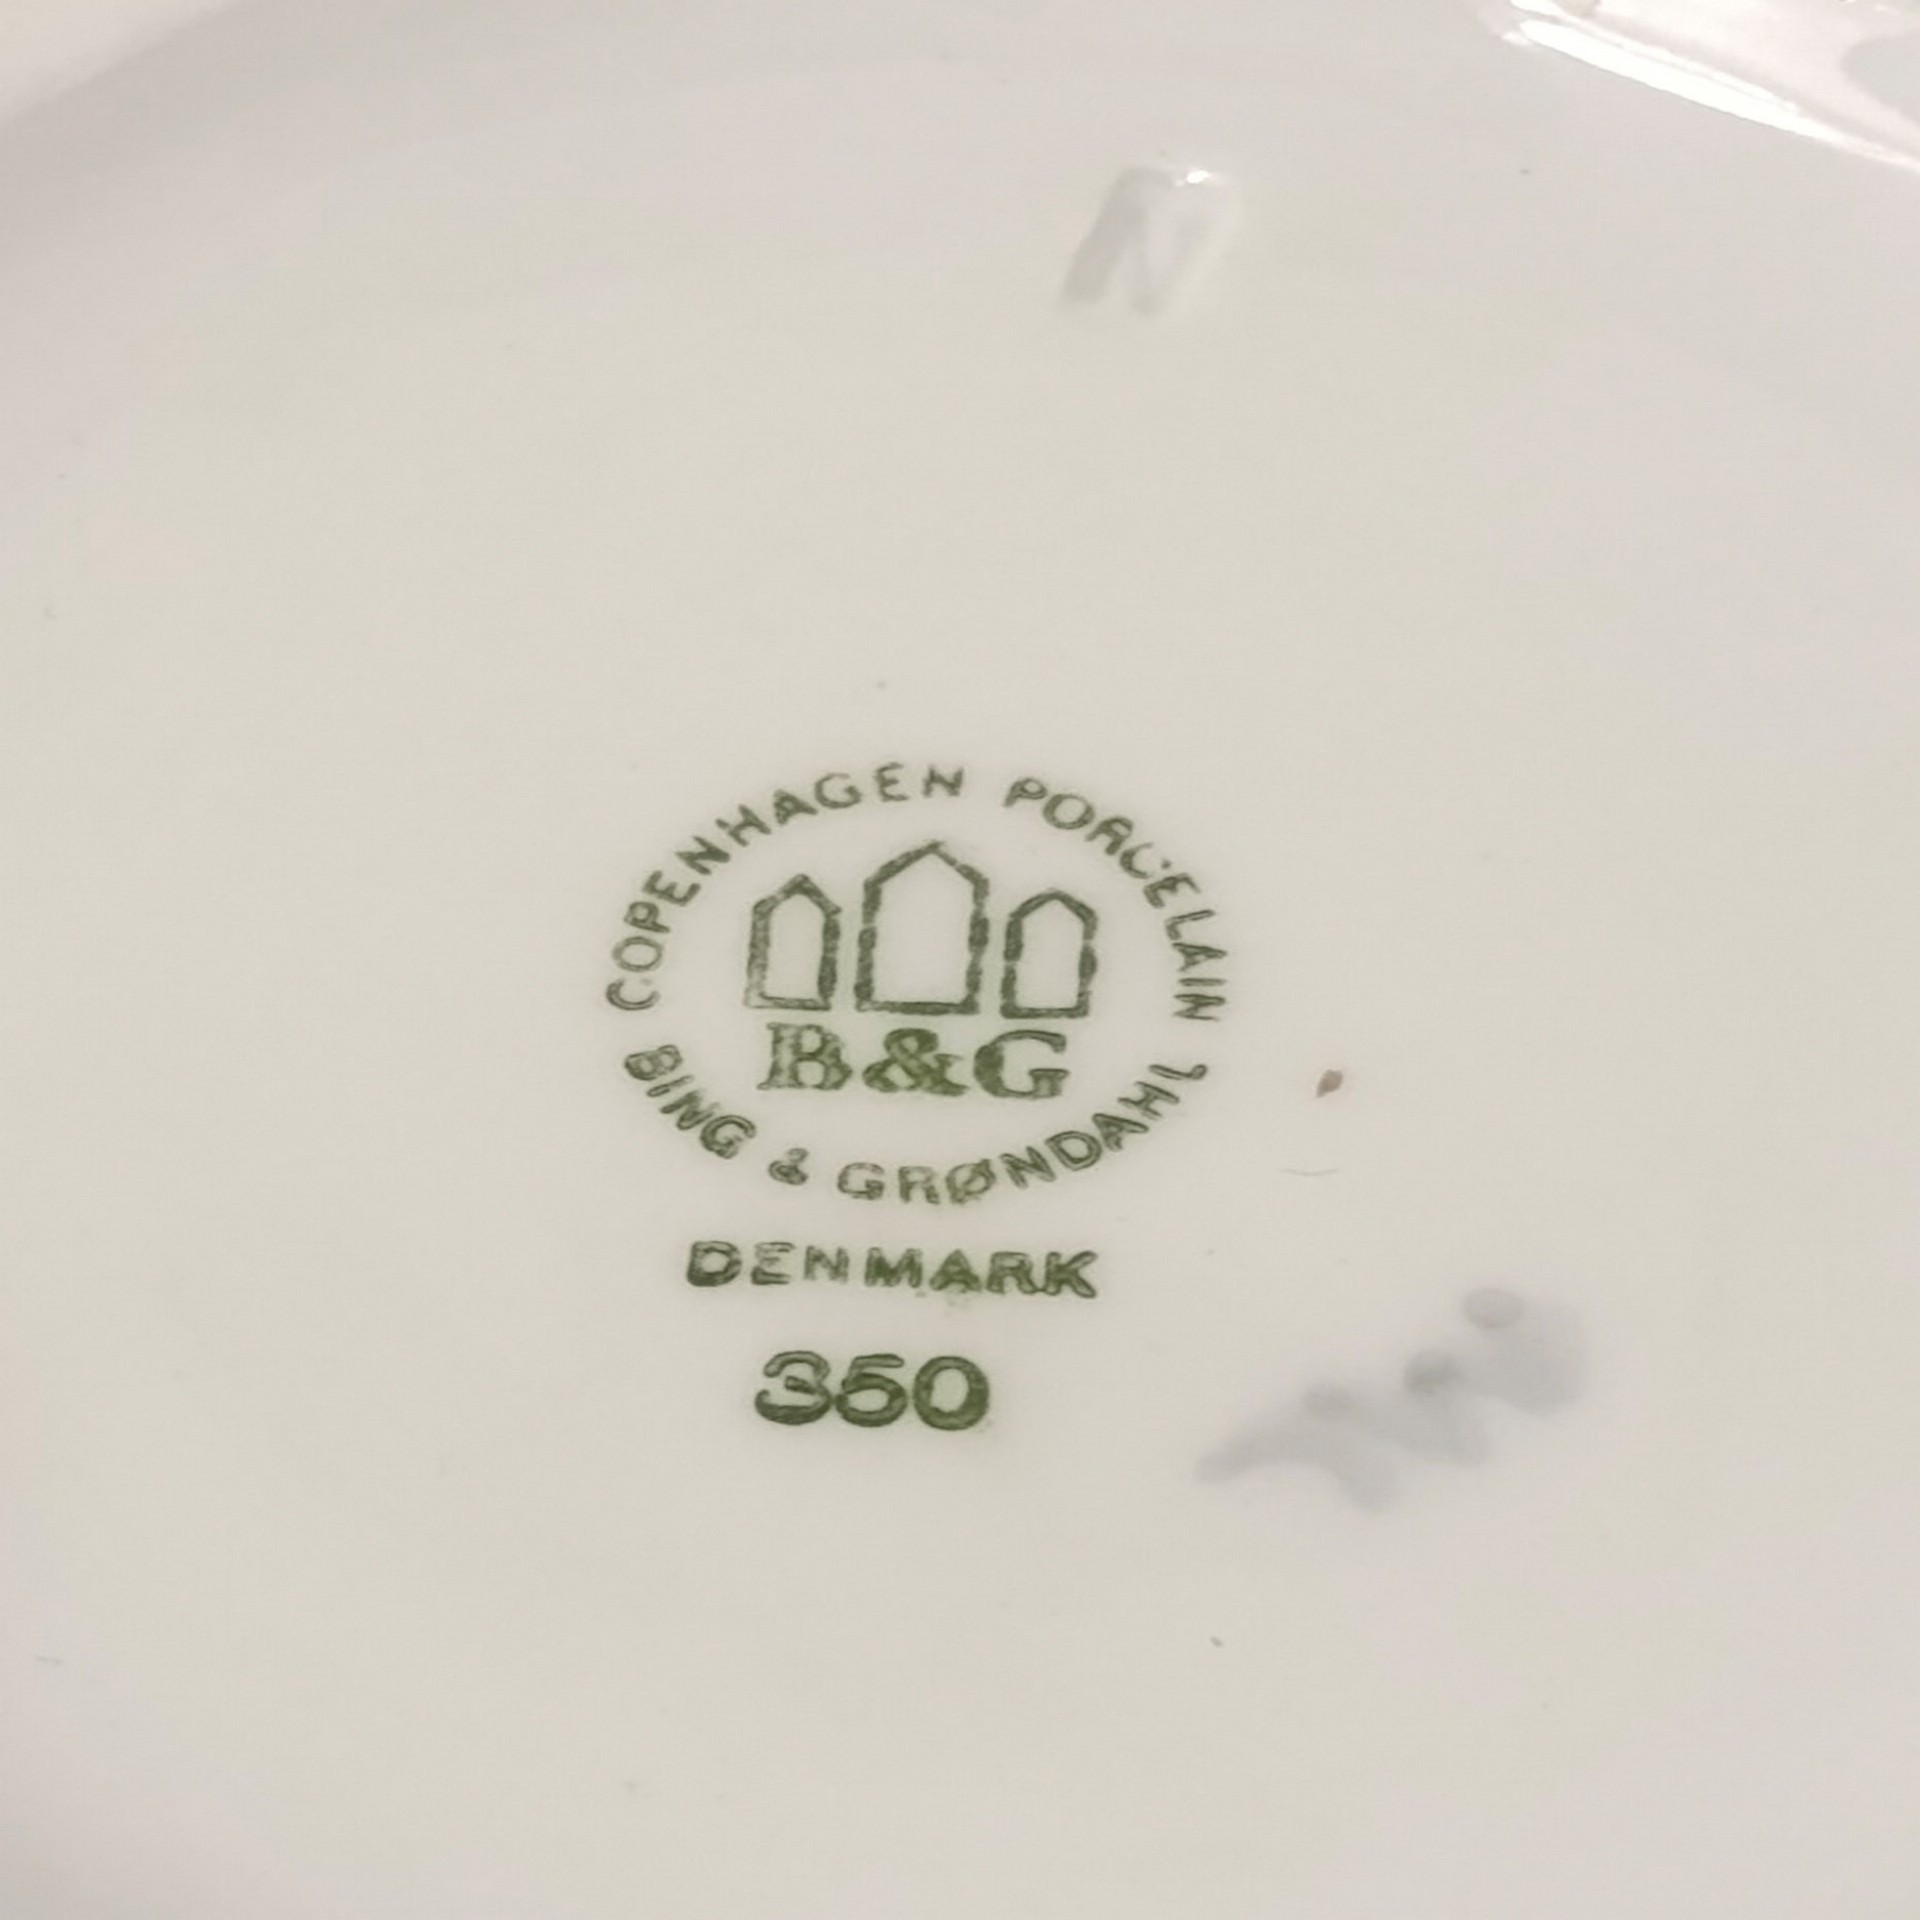 N
COPENHAGEN PORCELAIN
B&G
BING & GRØNDAHL
DENMARK
350